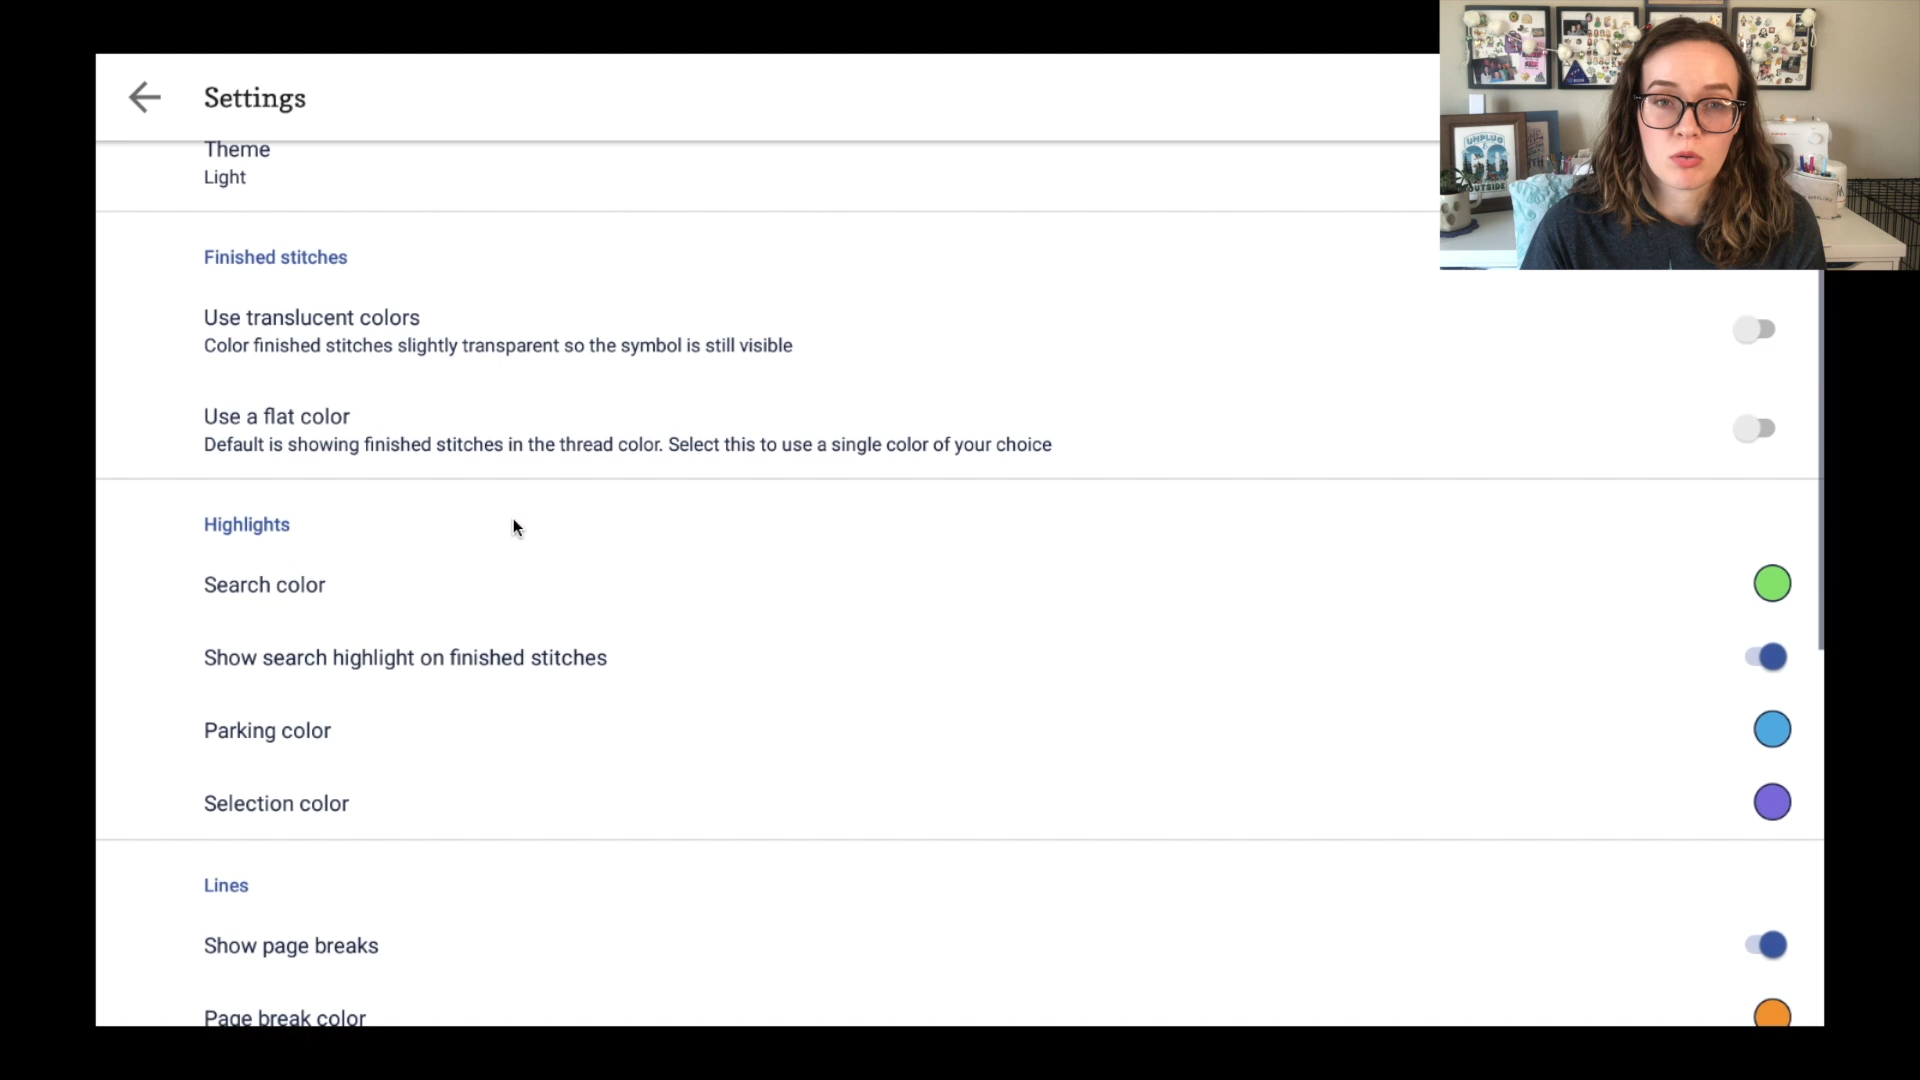 Settings
Theme
Light
Finished stitches
Use translucent colors
Color finished stitches slightly transparent so the symbol is still visible
Use a flat color
Default is showing finished stitches in the thread color. Select this to use a single color of your choice
Highlights
Search color
Show search highlight on finished stitches
Parking color
Selection color
Lines
Show page breaks
Page break color
UNPLUG
GO
OUTSIDE